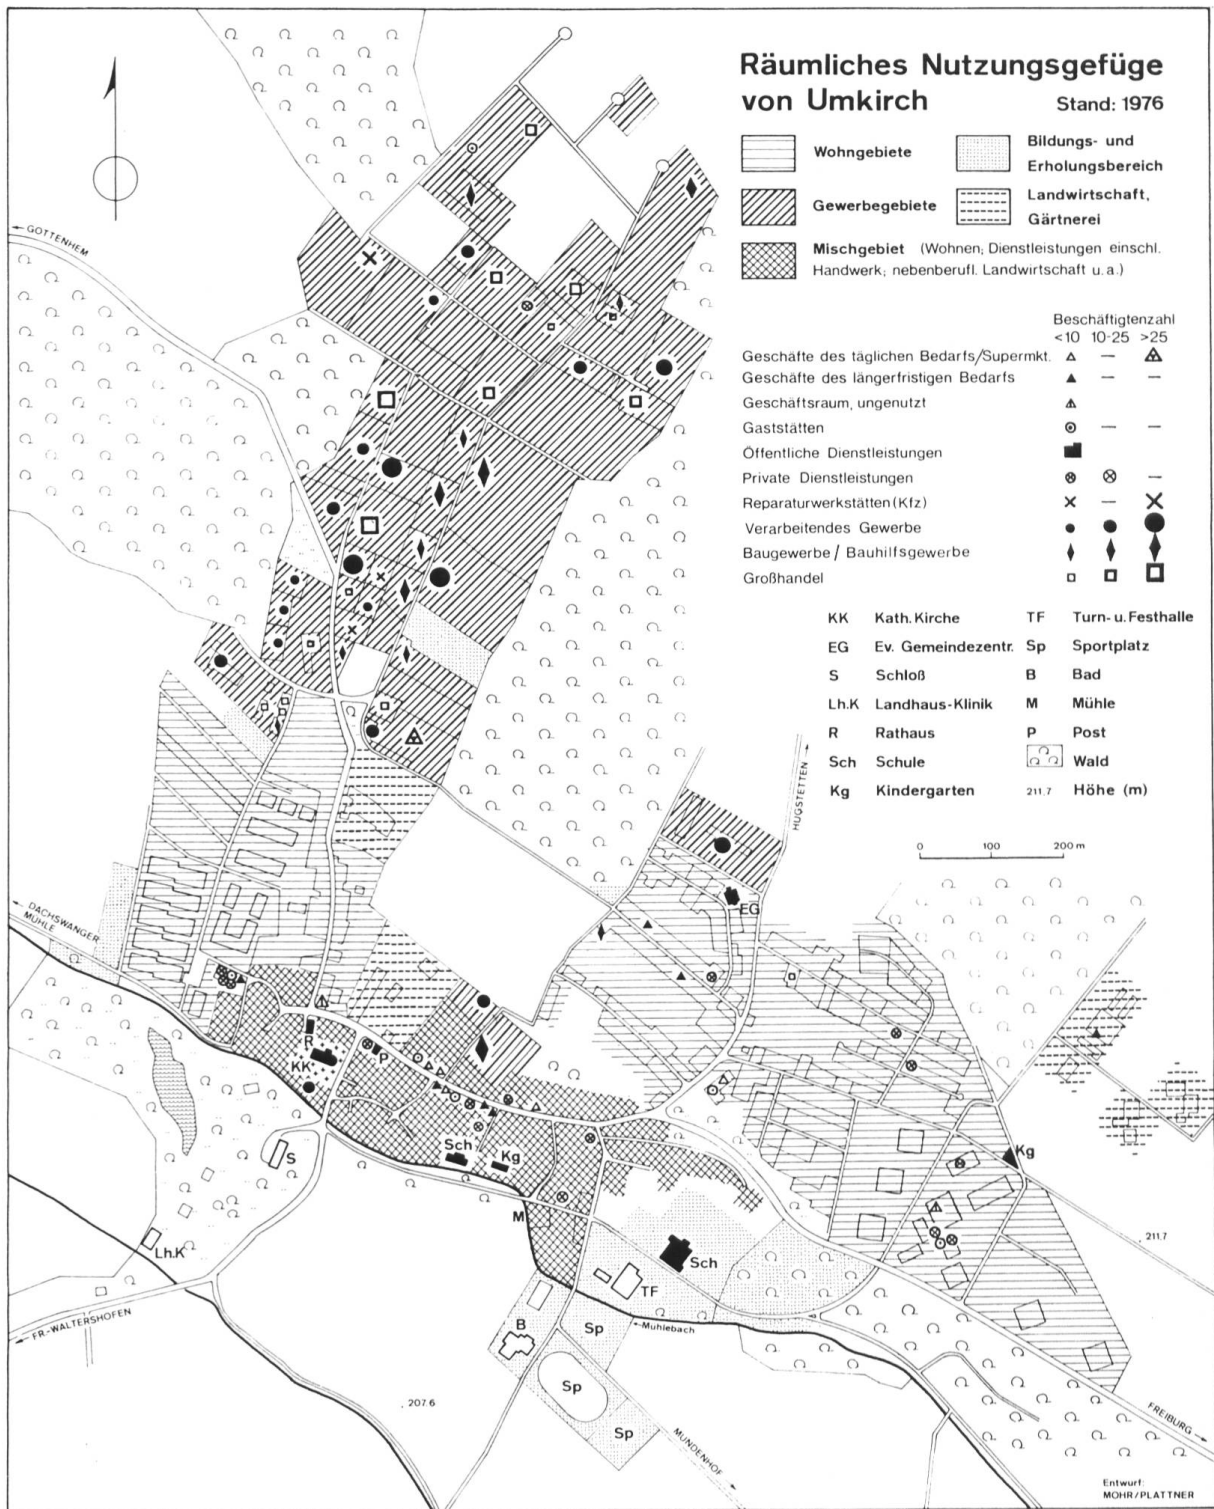 Räumliches Nutzungsgefüge
von Umkirch
Stand: 1976
Wohngebiete
Bildungs- und
Erholungsbereich
Gewerbegebiete
Landwirtschaft,
Gärtnerei
Mischgebiet (Wohnen; Dienstleistungen einschl.
Handwerk; nebenberufl. Landwirtschaft u.a.)
Beschäftigtenzahl
<10 10-25 >25
Geschäfte des täglichen Bedarfs/Supermkt.
Geschäfte des längerfristigen Bedarfs
Geschäftsraum, ungenutzt
Gaststätten
Öffentliche Dienstleistungen
Private Dienstleistungen
Reparaturwerkstätten (Kfz)
Verarbeitendes Gewerbe
Baugewerbe / Bauhilfsgewerbe
Großhandel
KK Kath. Kirche TF Turn- u. Festhalle
EG Ev. Gemeindezentr. Sp Sportplatz
S Schloß B Bad
Lh.K Landhaus-Klinik M Mühle
R Rathaus P Post
Sch Schule Wald
Kg Kindergarten 211.7 Höhe (m)
0 100 200 m
GOTTENHEM
HUGSTETTEN
DACHSWANGER
MÜHLE
EG
R
KK
P
Sch
Kg
Kg
S
M
Lh.K
Sch
TF
211.7
FR.-WALTERSHOFEN
B
Sp
Mühlebach
Sp
Sp
207.6
MUNDENHOF
FREIBURG
Entwurf:
MOHR/PLATTNER